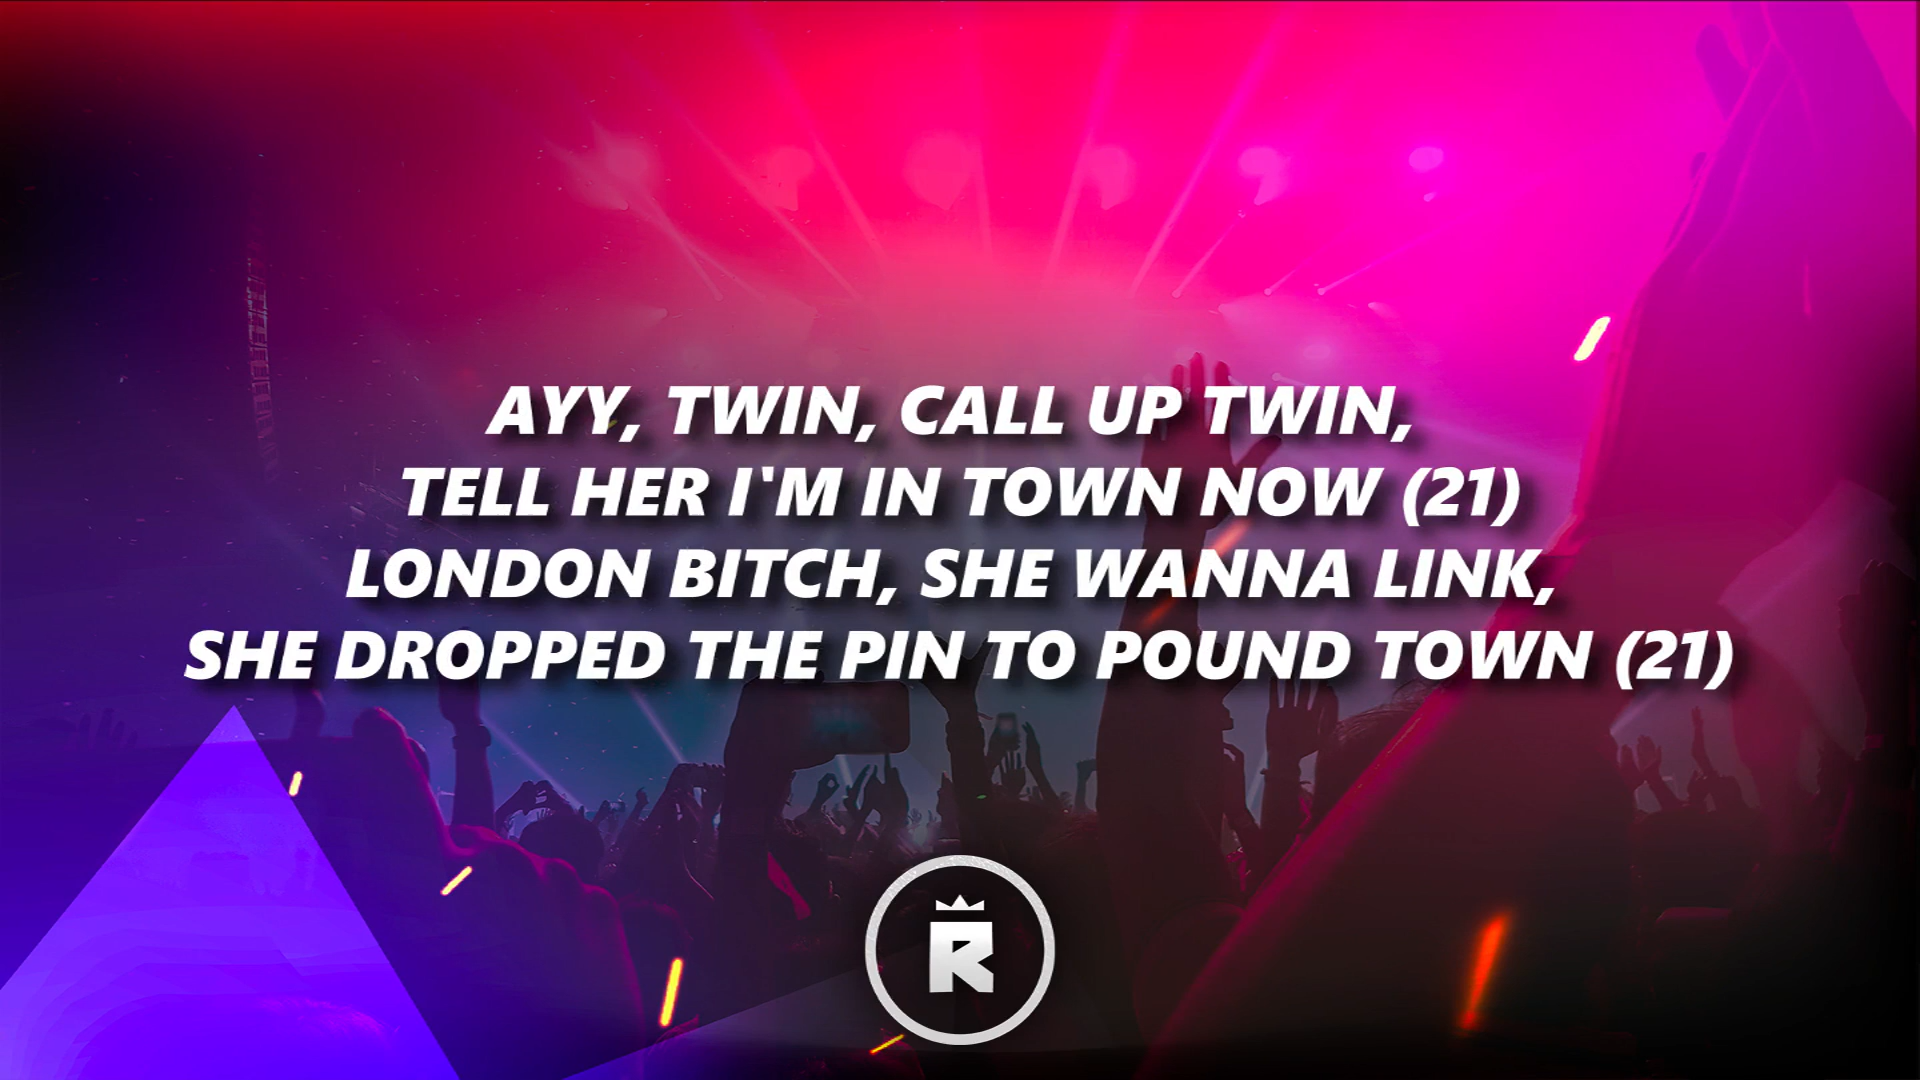 AYY, TWIN, CALL UP TWIN,
TELL HER I'M IN TOWN NOW (21)
LONDON BITCH, SHE WANNA LINK,
SHE DROPPED THE PIN TO POUND TOWN (21)
R